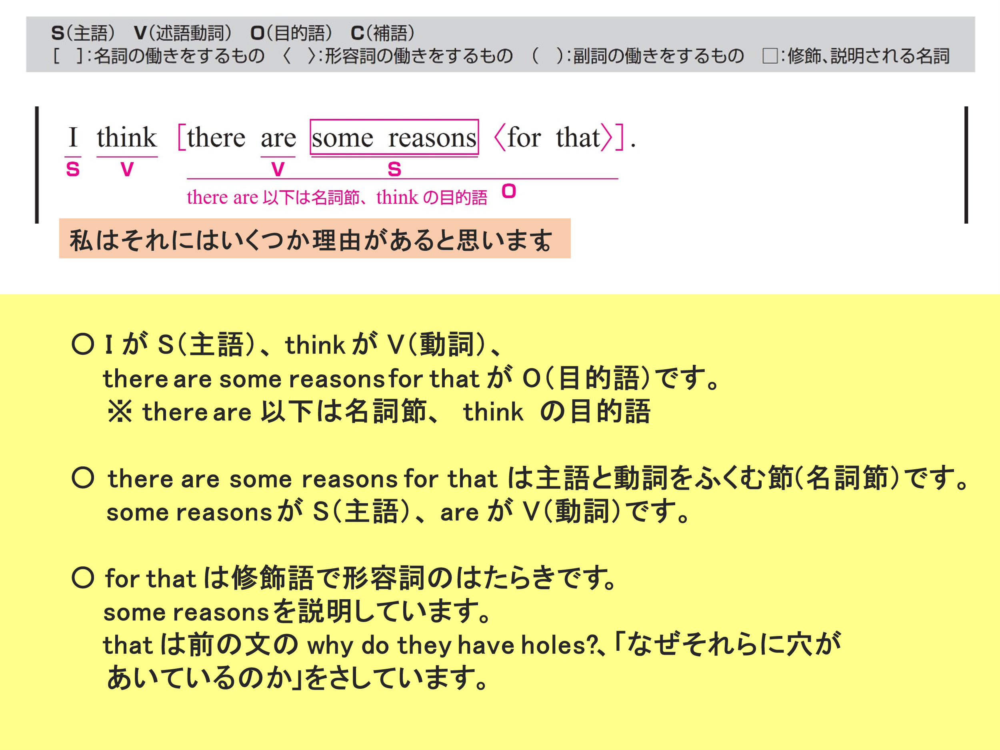 S(主語) V(述語動詞) O(目的語) C(補語)
[ ]:名詞の働きをするもの 〈 〉:形容詞の働きをするもの ( ):副詞の働きをするもの □:修飾、説明される名詞
I think [there are some reasons 〈for that〉].
S V V S
O
there are 以下は名詞節、think の目的語
私はそれにはいくつか理由があると思います。
○ I が S(主語)、think が V(動詞)、
there are some reasons for that が O(目的語)です。
※ there are 以下は名詞節、 think の目的語
○ there are some reasons for that は主語と動詞をふくむ節(名詞節)です。
some reasons が S(主語)、are が V(動詞)です。
○ for that は修飾語で形容詞のはたらきです。
some reasons を説明しています。
that は前の文の why do they have holes?、「なぜそれらに穴が
あいているのか」をさしています。